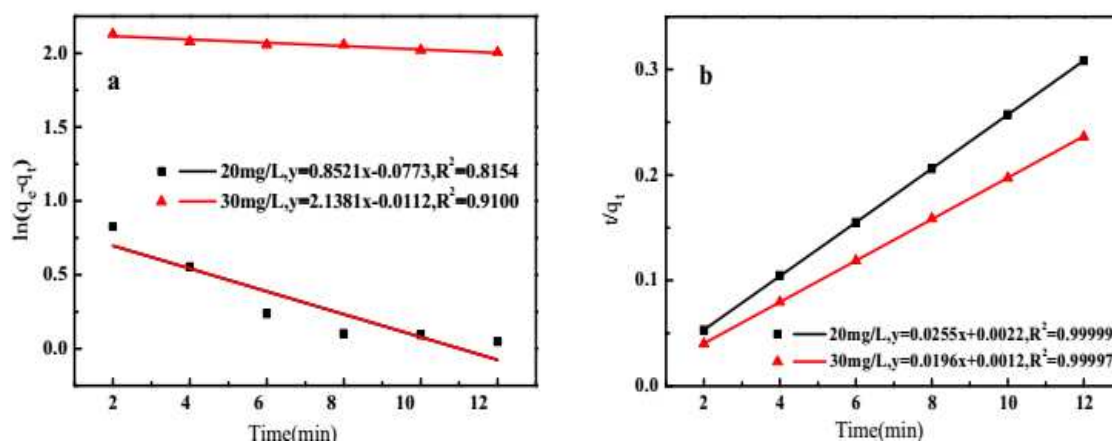 2.0
1.5
1.0
0.5
0.0
ln(q_e-q_t)
a
20mg/L,y=0.8521x-0.0773,R²=0.8154
30mg/L,y=2.1381x-0.0112,R²=0.9100
2 4 6 8 10 12
Time(min)
0.3
0.2
0.1
0.0
t/q_t
b
20mg/L,y=0.0255x+0.0022,R²=0.99999
30mg/L,y=0.0196x+0.0012,R²=0.99997
2 4 6 8 10 12
Time(min)